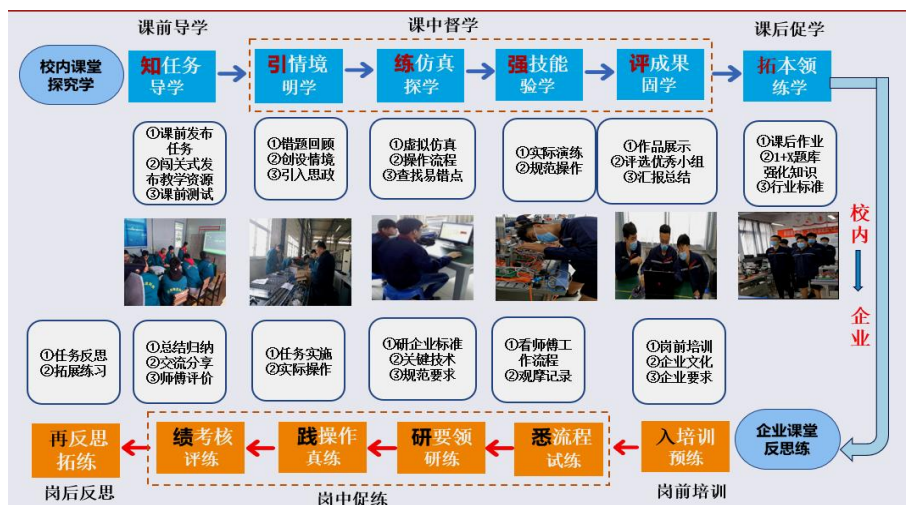 课前导学
课中督学
课后促学
校内课堂
探究学
知任务
导学
引情境
明学
练仿真
探学
强技能
验学
评成果
固学
拓本领
练学
①课前发布
任务
②闯关式发
布教学资源
③课前测试
①错题回顾
②创设情境
③引入思政
①虚拟仿真
②操作流程
③查找易错点
①实际演练
②规范操作
①作品展示
②评选优秀小组
③汇报总结
①课后作业
②1+X题库
强化知识
③行业标准
校内
企业
①任务反思
②拓展练习
①总结归纳
②交流分享
③师傅评价
①任务实施
②实际操作
①研企业标准
②关键技术
③规范要求
①看师傅工
作流程
②观摩记录
①岗前培训
②企业文化
③企业要求
再反思
拓练
绩考核
评练
践操作
真练
研要领
研练
悉流程
试练
入培训
预练
企业课堂
反思练
岗后反思
岗中促练
岗前培训